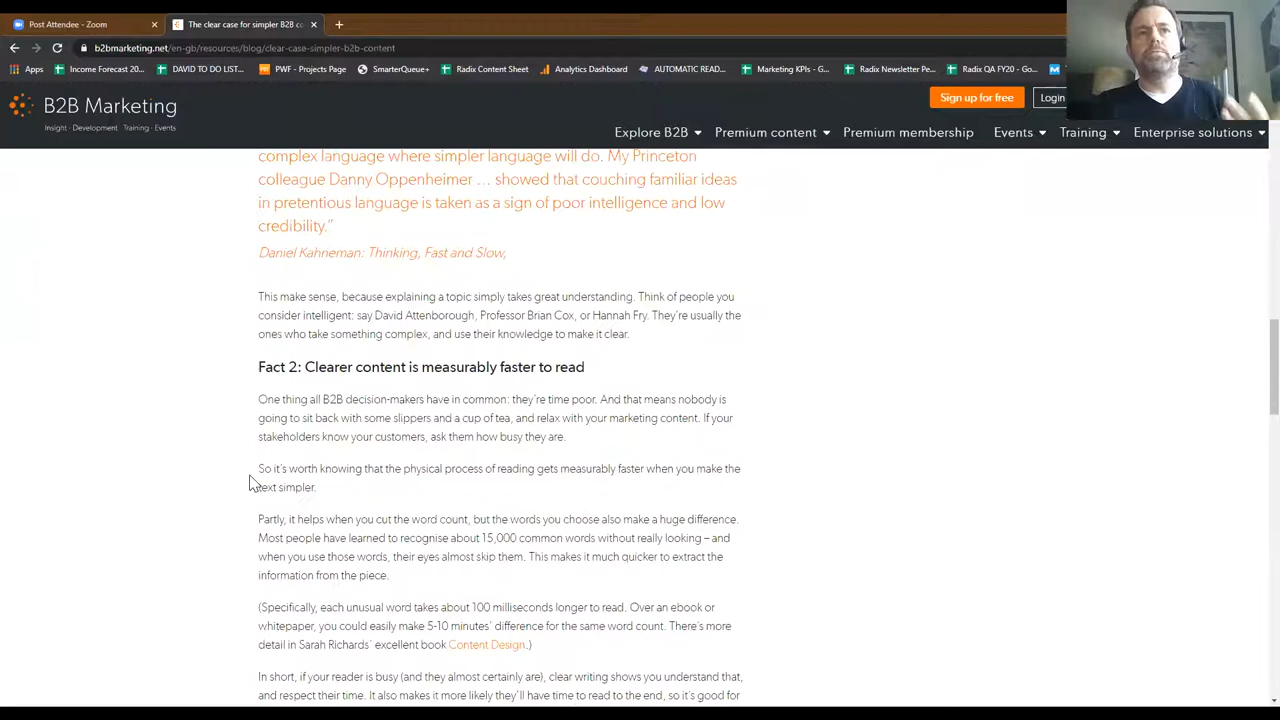 Post Attendee - Zoom
The clear case for simpler B2B co
b2bmarketing.net/en-gb/resources/blog/clear-case-simpler-b2b-content
Apps
Income Forecast 20...
DAVID TO DO LIST...
PWF - Projects Page
SmarterQueue+
Radix Content Sheet
Analytics Dashboard
AUTOMATIC READ...
Marketing KPIs - G...
Radix Newsletter Pe...
Radix QA FY20 - Go...
B2B Marketing
Insight · Development · Training · Events
Sign up for free
Login
Explore B2B
Premium content
Premium membership
Events
Training
Enterprise solutions
complex language where simpler language will do. My Princeton
colleague Danny Oppenheimer … showed that couching familiar ideas
in pretentious language is taken as a sign of poor intelligence and low
credibility.”
Daniel Kahneman: Thinking, Fast and Slow,
This make sense, because explaining a topic simply takes great understanding. Think of people you
consider intelligent: say David Attenborough, Professor Brian Cox, or Hannah Fry. They’re usually the
ones who take something complex, and use their knowledge to make it clear.
Fact 2: Clearer content is measurably faster to read
One thing all B2B decision-makers have in common: they’re time poor. And that means nobody is
going to sit back with some slippers and a cup of tea, and relax with your marketing content. If your
stakeholders know your customers, ask them how busy they are.
So it’s worth knowing that the physical process of reading gets measurably faster when you make the
text simpler.
Partly, it helps when you cut the word count, but the words you choose also make a huge difference.
Most people have learned to recognise about 15,000 common words without really looking – and
when you use those words, their eyes almost skip them. This makes it much quicker to extract the
information from the piece.
(Specifically, each unusual word takes about 100 milliseconds longer to read. Over an ebook or
whitepaper, you could easily make 5-10 minutes’ difference for the same word count. There’s more
detail in Sarah Richards’ excellent book Content Design.)
In short, if your reader is busy (and they almost certainly are), clear writing shows you understand that,
and respect their time. It also makes it more likely they’ll have time to read to the end, so it’s good for